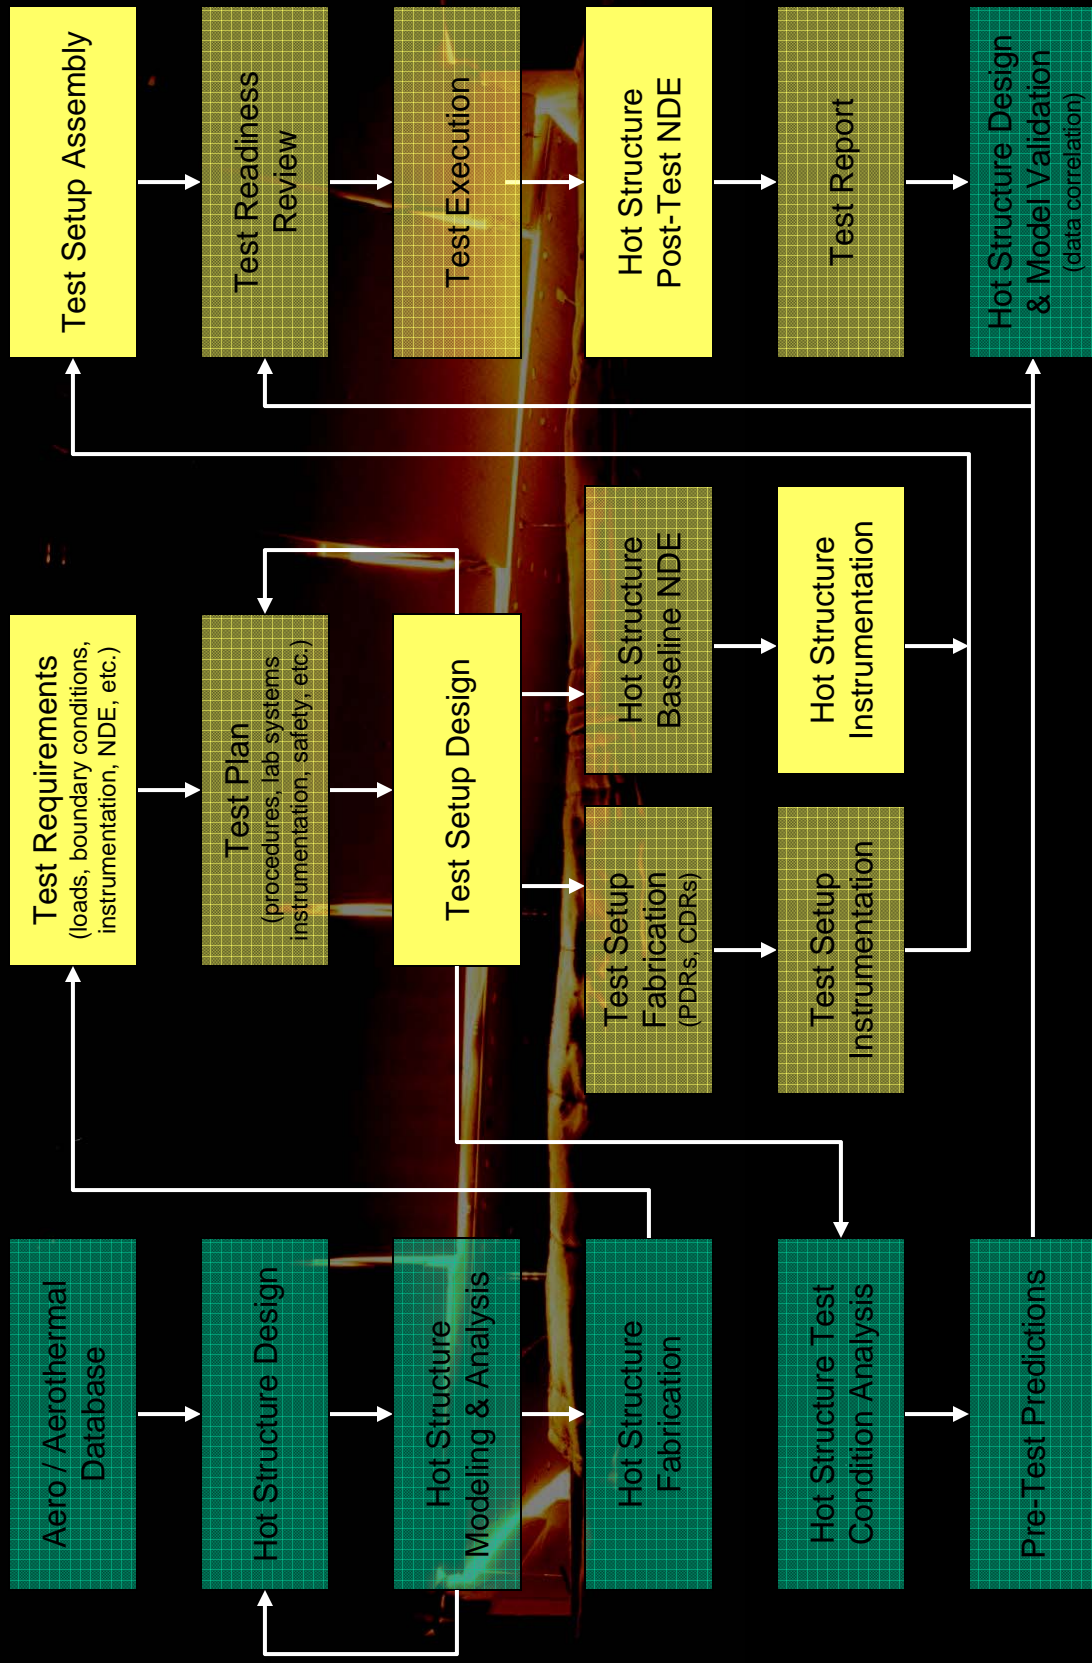 Aero / Aerothermal
Database
Hot Structure Design
Hot Structure
Modeling & Analysis
Hot Structure
Fabrication
Hot Structure Test
Condition Analysis
Pre-Test Predictions
Test Requirements
(loads, boundary conditions,
instrumentation, NDE, etc.)
Test Plan
(procedures, lab systems
instrumentation, safety, etc.)
Test Setup Design
Test Setup
Fabrication
(PDRs, CDRs)
Test Setup
Instrumentation
Hot Structure
Baseline NDE
Hot Structure
Instrumentation
Test Setup Assembly
Test Readiness
Review
Test Execution
Hot Structure
Post-Test NDE
Test Report
Hot Structure Design
& Model Validation
(data correlation)